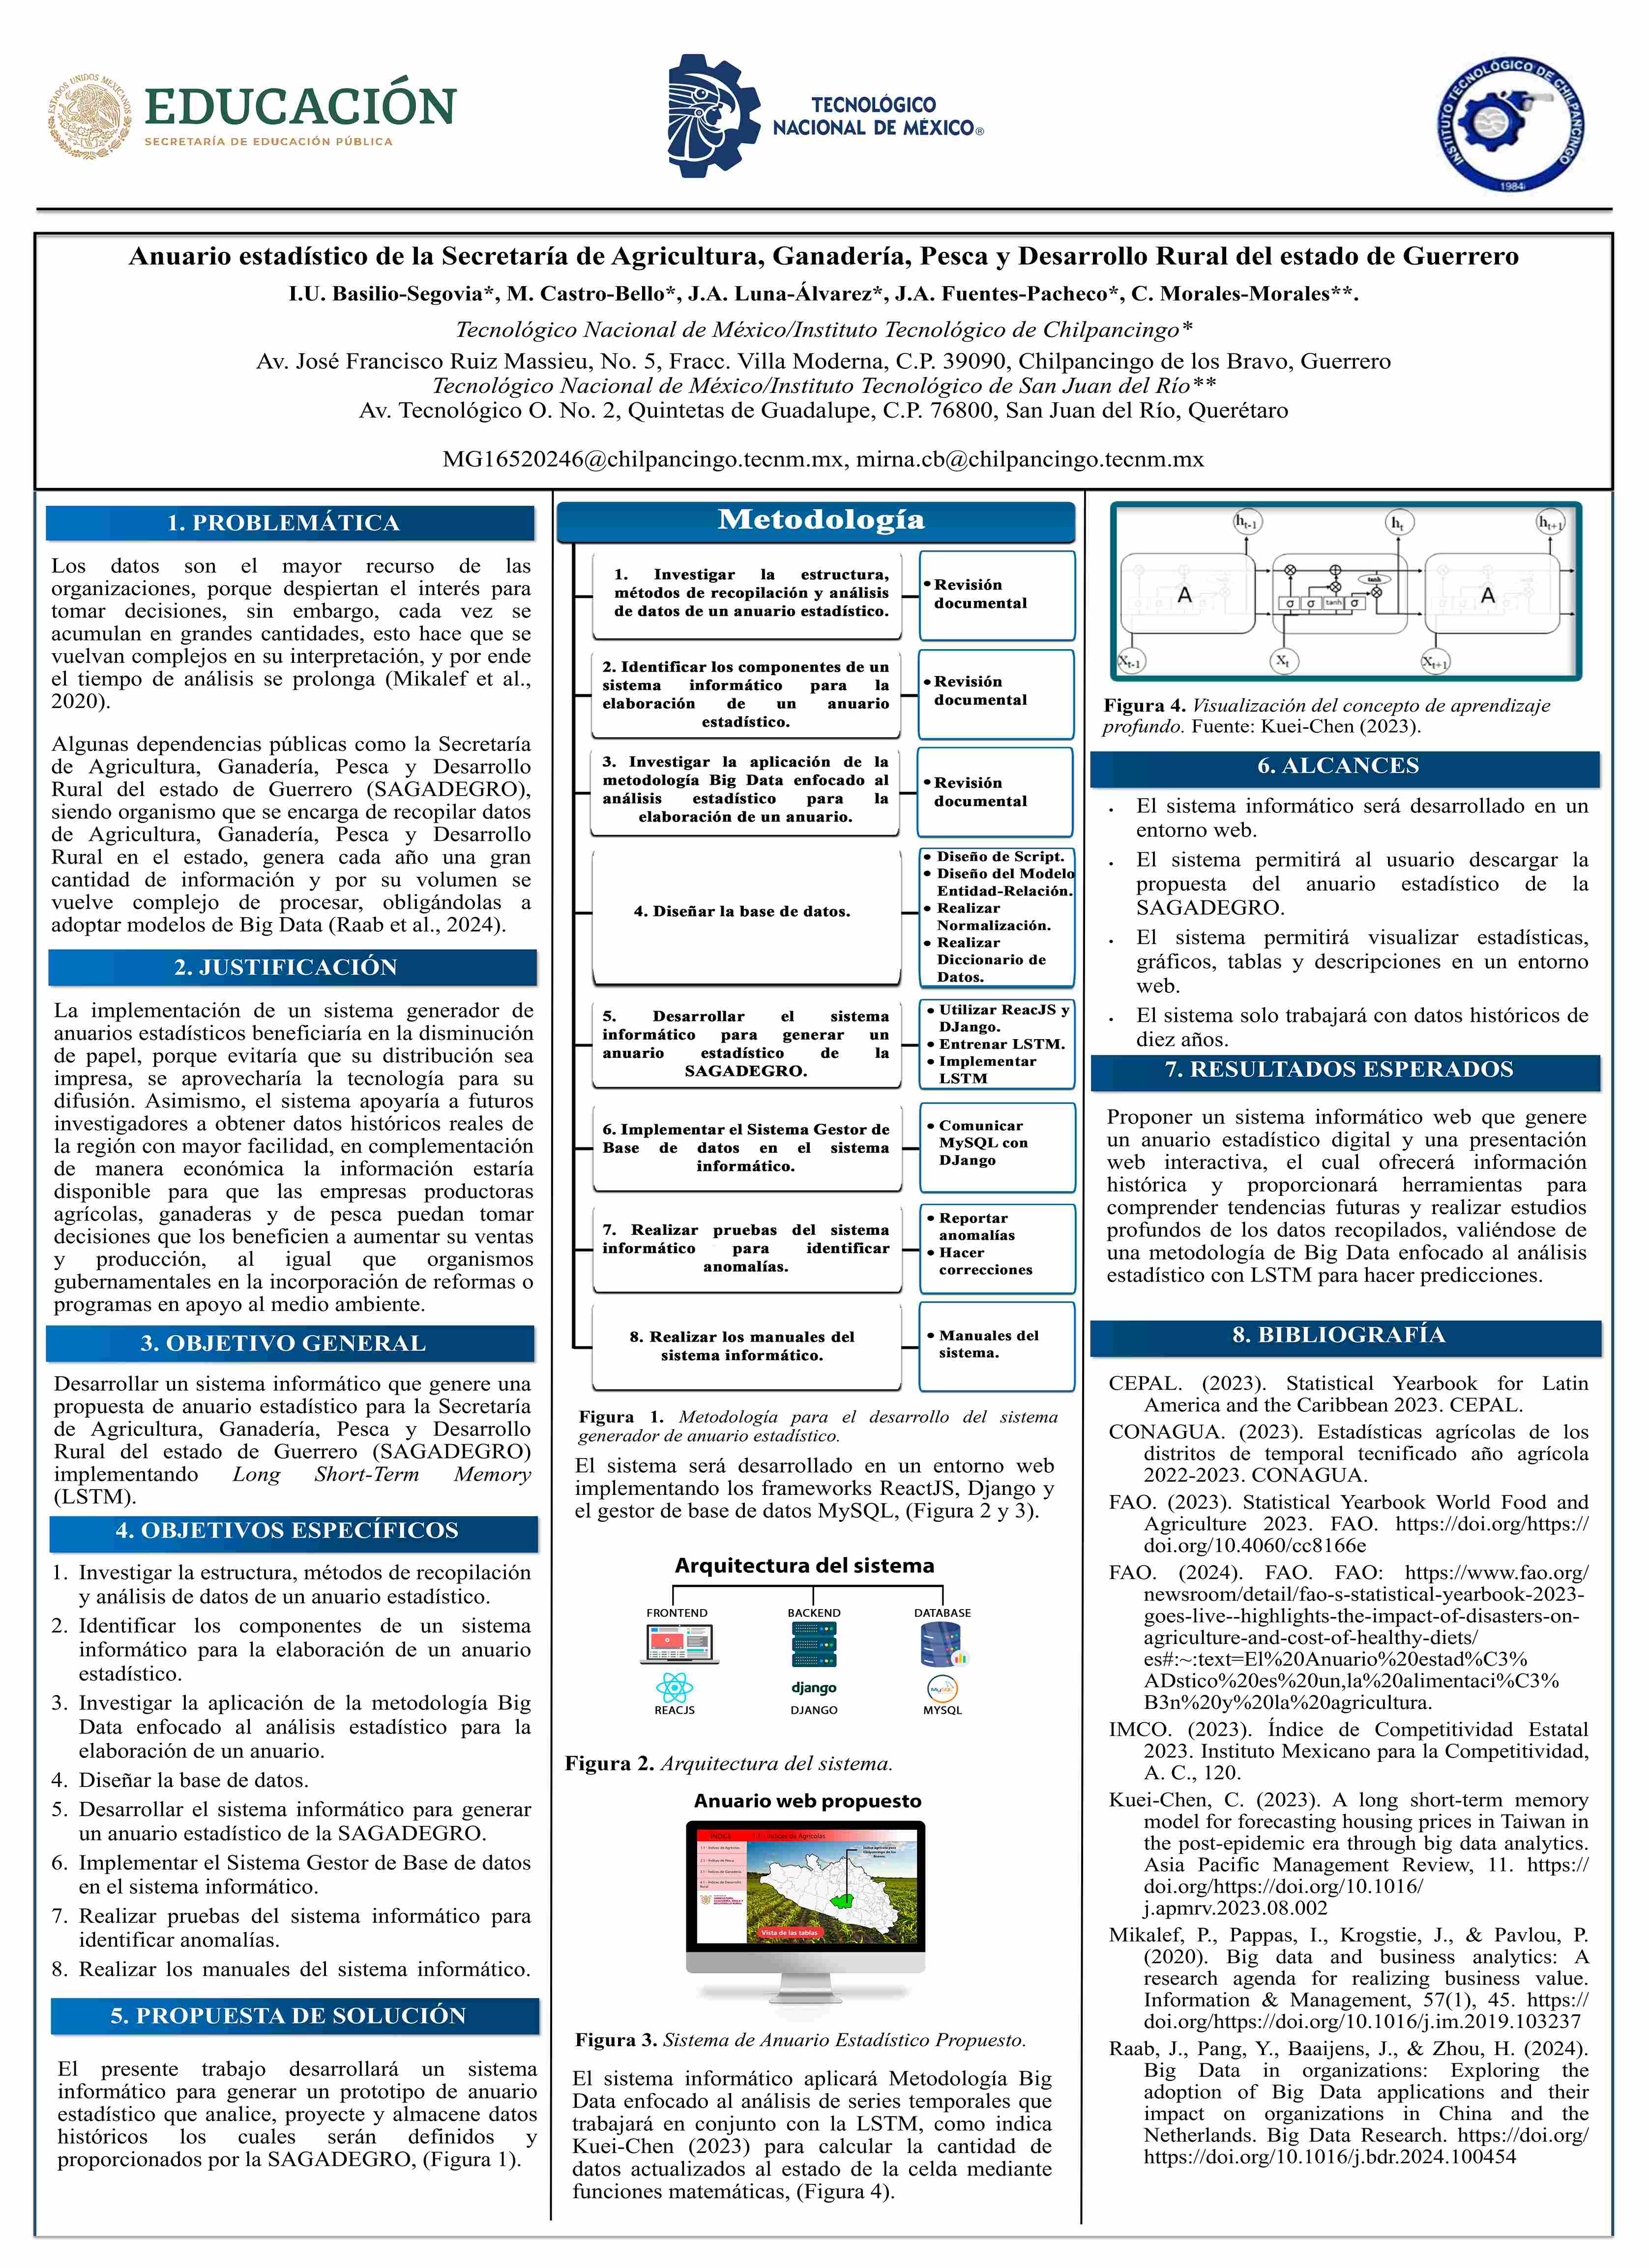 ESTADOS UNIDOS MEXICANOS
EDUCACIÓN
SECRETARÍA DE EDUCACIÓN PÚBLICA
TECNOLÓGICO
NACIONAL DE MÉXICO®
INSTITUTO TECNOLÓGICO DE CHILPANCINGO
1984
Anuario estadístico de la Secretaría de Agricultura, Ganadería, Pesca y Desarrollo Rural del estado de Guerrero
I.U. Basilio-Segovia*, M. Castro-Bello*, J.A. Luna-Álvarez*, J.A. Fuentes-Pacheco*, C. Morales-Morales**.
Tecnológico Nacional de México/Instituto Tecnológico de Chilpancingo*
Av. José Francisco Ruiz Massieu, No. 5, Fracc. Villa Moderna, C.P. 39090, Chilpancingo de los Bravo, Guerrero
Tecnológico Nacional de México/Instituto Tecnológico de San Juan del Río**
Av. Tecnológico O. No. 2, Quintetas de Guadalupe, C.P. 76800, San Juan del Río, Querétaro
MG16520246@chilpancingo.tecnm.mx, mirna.cb@chilpancingo.tecnm.mx
1. PROBLEMÁTICA
Los datos son el mayor recurso de las
organizaciones, porque despiertan el interés para
tomar decisiones, sin embargo, cada vez se
acumulan en grandes cantidades, esto hace que se
vuelvan complejos en su interpretación, y por ende
el tiempo de análisis se prolonga (Mikalef et al.,
2020).
Algunas dependencias públicas como la Secretaría
de Agricultura, Ganadería, Pesca y Desarrollo
Rural del estado de Guerrero (SAGADEGRO),
siendo organismo que se encarga de recopilar datos
de Agricultura, Ganadería, Pesca y Desarrollo
Rural en el estado, genera cada año una gran
cantidad de información y por su volumen se
vuelve complejo de procesar, obligándolas a
adoptar modelos de Big Data (Raab et al., 2024).
2. JUSTIFICACIÓN
La implementación de un sistema generador de
anuarios estadísticos beneficiaría en la disminución
de papel, porque evitaría que su distribución sea
impresa, se aprovecharía la tecnología para su
difusión. Asimismo, el sistema apoyaría a futuros
investigadores a obtener datos históricos reales de
la región con mayor facilidad, en complementación
de manera económica la información estaría
disponible para que las empresas productoras
agrícolas, ganaderas y de pesca puedan tomar
decisiones que los beneficien a aumentar su ventas
y producción, al igual que organismos
gubernamentales en la incorporación de reformas o
programas en apoyo al medio ambiente.
3. OBJETIVO GENERAL
Desarrollar un sistema informático que genere una
propuesta de anuario estadístico para la Secretaría
de Agricultura, Ganadería, Pesca y Desarrollo
Rural del estado de Guerrero (SAGADEGRO)
implementando Long Short-Term Memory
(LSTM).
4. OBJETIVOS ESPECÍFICOS
1. Investigar la estructura, métodos de recopilación
y análisis de datos de un anuario estadístico.
2. Identificar los componentes de un sistema
informático para la elaboración de un anuario
estadístico.
3. Investigar la aplicación de la metodología Big
Data enfocado al análisis estadístico para la
elaboración de un anuario.
4. Diseñar la base de datos.
5. Desarrollar el sistema informático para generar
un anuario estadístico de la SAGADEGRO.
6. Implementar el Sistema Gestor de Base de datos
en el sistema informático.
7. Realizar pruebas del sistema informático para
identificar anomalías.
8. Realizar los manuales del sistema informático.
5. PROPUESTA DE SOLUCIÓN
El presente trabajo desarrollará un sistema
informático para generar un prototipo de anuario
estadístico que analice, proyecte y almacene datos
históricos los cuales serán definidos y
proporcionados por la SAGADEGRO, (Figura 1).
Metodología
1. Investigar la estructura,
métodos de recopilación y análisis
de datos de un anuario estadístico.
• Revisión
documental
2. Identificar los componentes de un
sistema informático para la
elaboración de un anuario
estadístico.
• Revisión
documental
3. Investigar la aplicación de la
metodología Big Data enfocado al
análisis estadístico para la
elaboración de un anuario.
• Revisión
documental
4. Diseñar la base de datos.
• Diseño de Script.
• Diseño del Modelo
Entidad-Relación.
• Realizar
Normalización.
• Realizar
Diccionario de
Datos.
5. Desarrollar el sistema
informático para generar un
anuario estadístico de la
SAGADEGRO.
• Utilizar ReacJS y
DJango.
• Entrenar LSTM.
• Implementar
LSTM
6. Implementar el Sistema Gestor de
Base de datos en el sistema
informático.
• Comunicar
MySQL con
DJango
7. Realizar pruebas del sistema
informático para identificar
anomalías.
• Reportar
anomalías
• Hacer
correcciones
8. Realizar los manuales del
sistema informático.
• Manuales del
sistema.
Figura 1. Metodología para el desarrollo del sistema
generador de anuario estadístico.
El sistema será desarrollado en un entorno web
implementando los frameworks ReactJS, Django y
el gestor de base de datos MySQL, (Figura 2 y 3).
Arquitectura del sistema
FRONTEND BACKEND DATABASE
django MySQL
REACJS DJANGO MYSQL
Figura 2. Arquitectura del sistema.
Anuario web propuesto
INDICE
Vista de las tablas
Figura 3. Sistema de Anuario Estadístico Propuesto.
El sistema informático aplicará Metodología Big
Data enfocado al análisis de series temporales que
trabajará en conjunto con la LSTM, como indica
Kuei-Chen (2023) para calcular la cantidad de
datos actualizados al estado de la celda mediante
funciones matemáticas, (Figura 4).
ht-1 ht ht+1
tanh
A σ σ tanh σ A
Xt-1 Xt Xt+1
Figura 4. Visualización del concepto de aprendizaje
profundo. Fuente: Kuei-Chen (2023).
6. ALCANCES
• El sistema informático será desarrollado en un
entorno web.
• El sistema permitirá al usuario descargar la
propuesta del anuario estadístico de la
SAGADEGRO.
• El sistema permitirá visualizar estadísticas,
gráficos, tablas y descripciones en un entorno
web.
• El sistema solo trabajará con datos históricos de
diez años.
7. RESULTADOS ESPERADOS
Proponer un sistema informático web que genere
un anuario estadístico digital y una presentación
web interactiva, el cual ofrecerá información
histórica y proporcionará herramientas para
comprender tendencias futuras y realizar estudios
profundos de los datos recopilados, valiéndose de
una metodología de Big Data enfocado al análisis
estadístico con LSTM para hacer predicciones.
8. BIBLIOGRAFÍA
CEPAL. (2023). Statistical Yearbook for Latin
America and the Caribbean 2023. CEPAL.
CONAGUA. (2023). Estadísticas agrícolas de los
distritos de temporal tecnificado año agrícola
2022-2023. CONAGUA.
FAO. (2023). Statistical Yearbook World Food and
Agriculture 2023. FAO. https://doi.org/https://
doi.org/10.4060/cc8166e
FAO. (2024). FAO. FAO: https://www.fao.org/
newsroom/detail/fao-s-statistical-yearbook-2023-
goes-live--highlights-the-impact-of-disasters-on-
agriculture-and-cost-of-healthy-diets/
es#:~:text=El%20Anuario%20estad%C3%
ADstico%20es%20un,la%20alimentaci%C3%
B3n%20y%20la%20agricultura.
IMCO. (2023). Índice de Competitividad Estatal
2023. Instituto Mexicano para la Competitividad,
A. C., 120.
Kuei-Chen, C. (2023). A long short-term memory
model for forecasting housing prices in Taiwan in
the post-epidemic era through big data analytics.
Asia Pacific Management Review, 11. https://
doi.org/https://doi.org/10.1016/
j.apmrv.2023.08.002
Mikalef, P., Pappas, I., Krogstie, J., & Pavlou, P.
(2020). Big data and business analytics: A
research agenda for realizing business value.
Information & Management, 57(1), 45. https://
doi.org/https://doi.org/10.1016/j.im.2019.103237
Raab, J., Pang, Y., Baaijens, J., & Zhou, H. (2024).
Big Data in organizations: Exploring the
adoption of Big Data applications and their
impact on organizations in China and the
Netherlands. Big Data Research. https://doi.org/
https://doi.org/10.1016/j.bdr.2024.100454